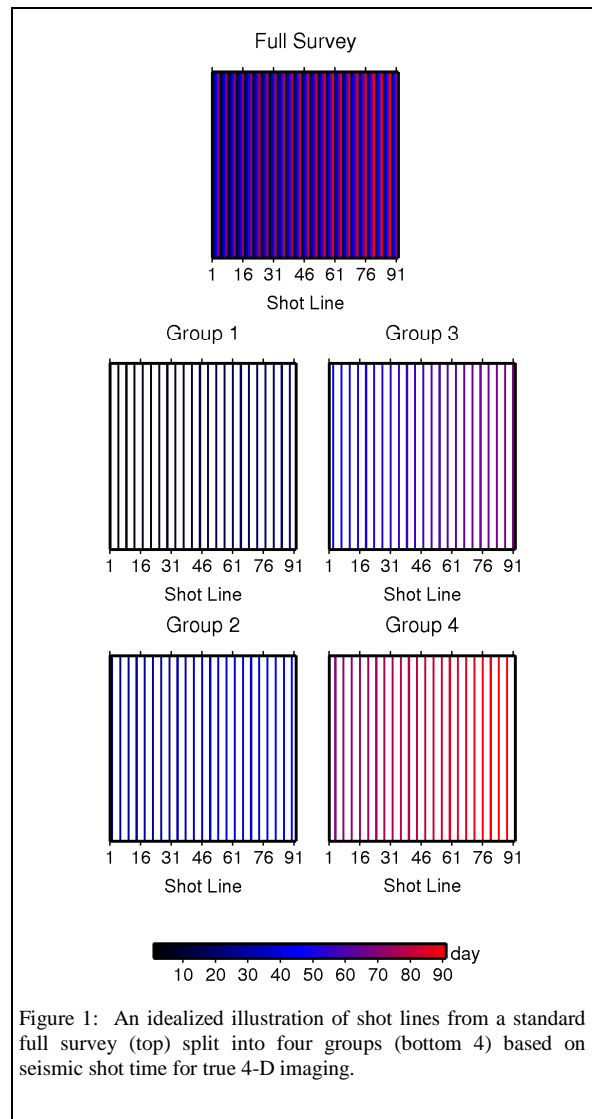 Full Survey
1 16 31 46 61 76 91
Shot Line
Group 1
1 16 31 46 61 76 91
Shot Line
Group 3
1 16 31 46 61 76 91
Shot Line
Group 2
1 16 31 46 61 76 91
Shot Line
Group 4
1 16 31 46 61 76 91
Shot Line
day
10 20 30 40 50 60 70 80 90
Figure 1: An idealized illustration of shot lines from a standard
full survey (top) split into four groups (bottom 4) based on
seismic shot time for true 4-D imaging.